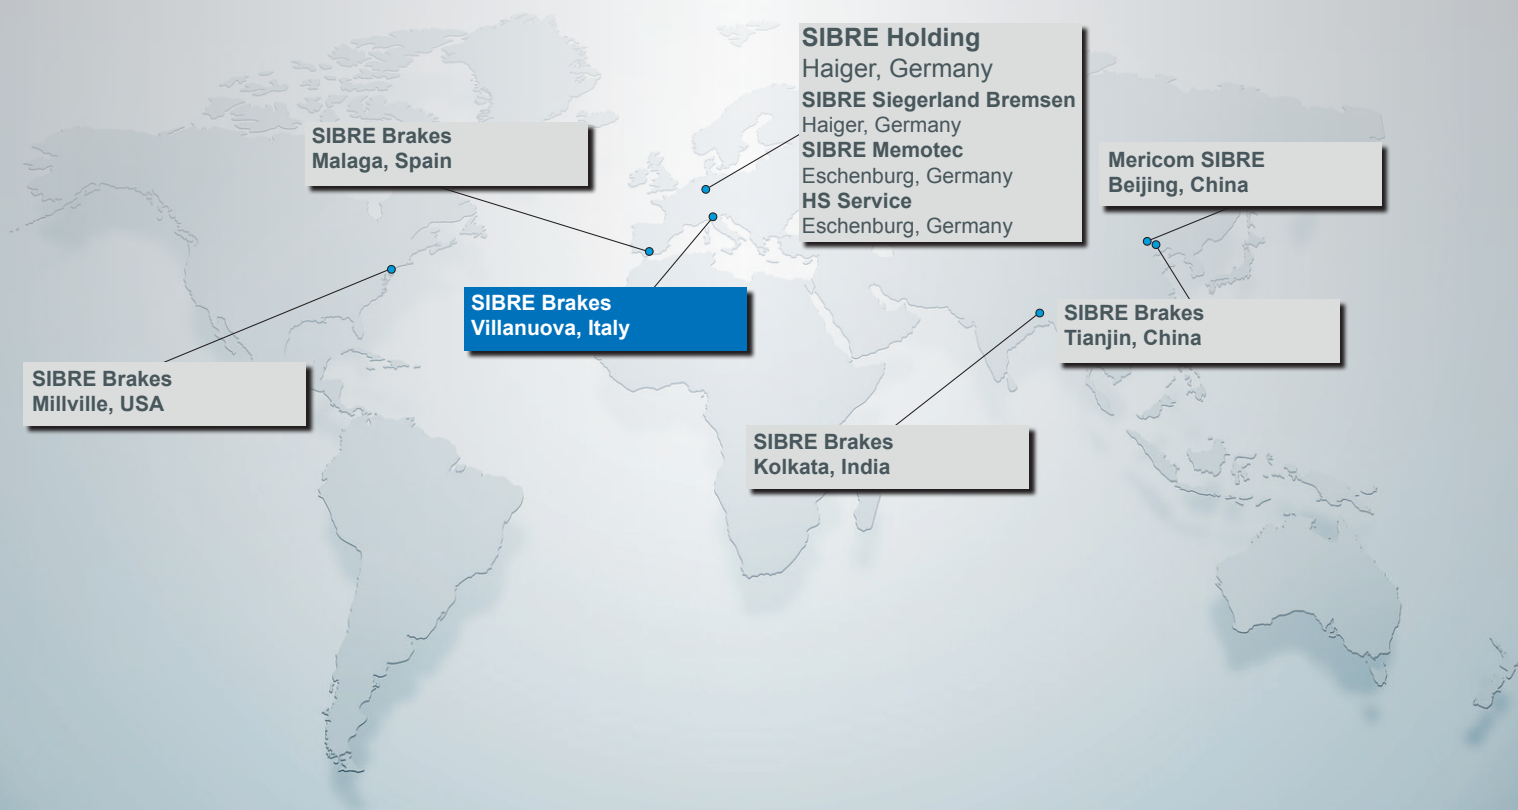 SIBRE Holding
Haiger, Germany
SIBRE Siegerland Bremsen
Haiger, Germany
SIBRE Memotec
Eschenburg, Germany
HS Service
Eschenburg, Germany
SIBRE Brakes
Malaga, Spain
Mericom SIBRE
Beijing, China
SIBRE Brakes
Villanuova, Italy
SIBRE Brakes
Tianjin, China
SIBRE Brakes
Millville, USA
SIBRE Brakes
Kolkata, India